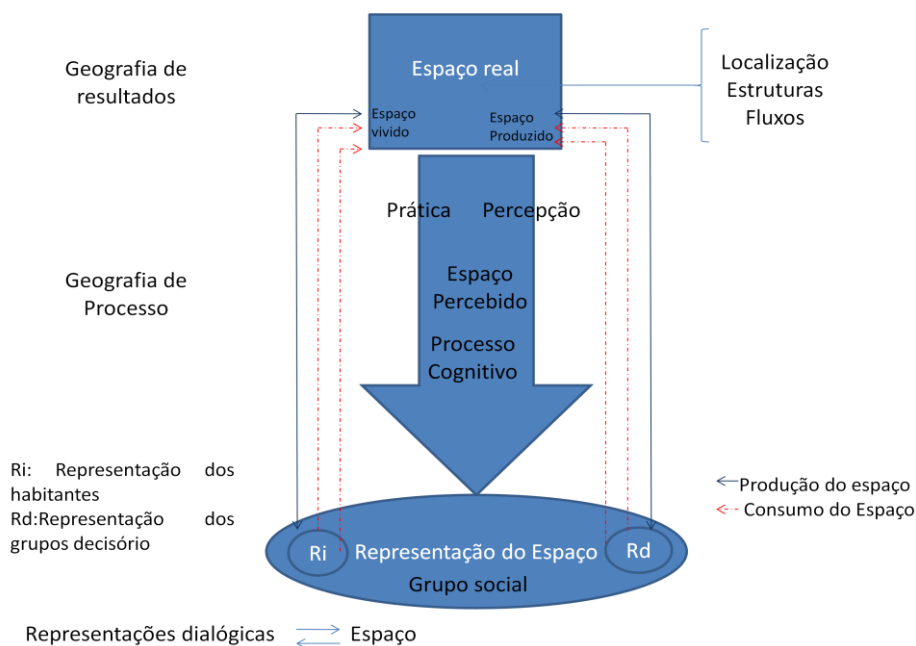 Geografia de
resultados
Espaço real
Espaço
vivido
Espaço
Produzido
Localização
Estruturas
Fluxos
Prática Percepção
Geografia de
Processo
Espaço
Percebido
Processo
Cognitivo
Ri: Representação dos
habitantes
Rd:Representação dos
grupos decisório
Produção do espaço
Consumo do Espaço
Ri
Representação do Espaço
Rd
Grupo social
Representações dialógicas Espaço